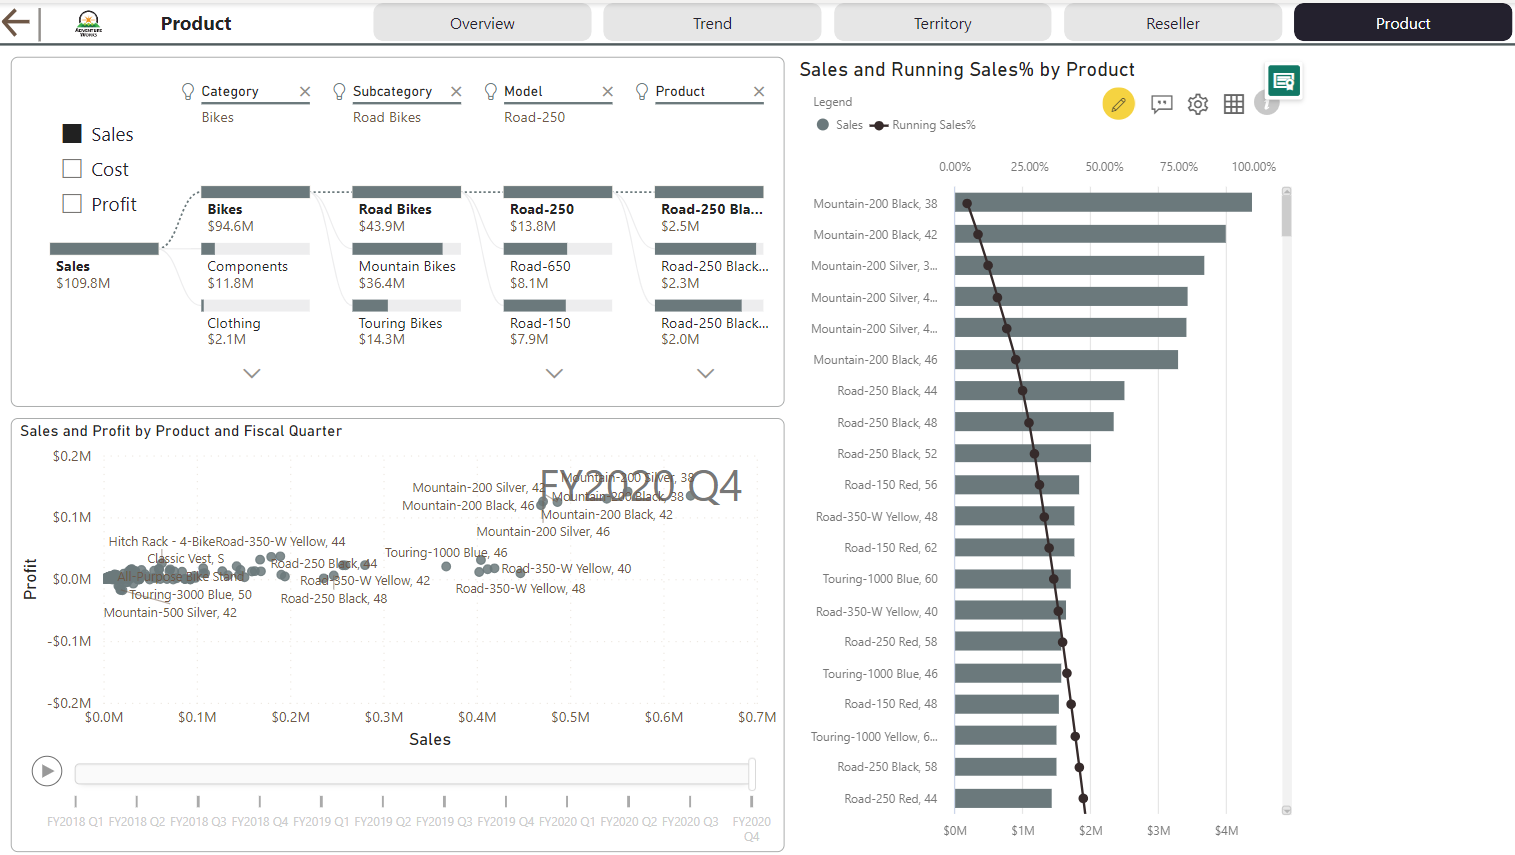 ADVENTURE
WORKS
Product
Overview
Trend
Territory
Reseller
Product
Category
Bikes
Subcategory
Road Bikes
Model
Road-250
Product
Sales
Cost
Profit
Sales
$109.8M
Bikes
$94.6M
Components
$11.8M
Clothing
$2.1M
Road Bikes
$43.9M
Mountain Bikes
$36.4M
Touring Bikes
$14.3M
Road-250
$13.8M
Road-650
$8.1M
Road-150
$7.9M
Road-250 Bla...
$2.5M
Road-250 Black...
$2.3M
Road-250 Black...
$2.0M
Sales and Profit by Product and Fiscal Quarter
FY2020 Q4
$0.2M
$0.1M
$0.0M
-$0.1M
-$0.2M
Profit
Mountain-200 Silver, 38
Mountain-200 Silver, 42
Mountain-200 Black, 38
Mountain-200 Black, 46
Mountain-200 Black, 42
Mountain-200 Silver, 46
Hitch Rack - 4-Bike
Road-350-W Yellow, 44
Classic Vest, S
Road-250 Black, 44
Touring-1000 Blue, 46
All-Purpose Bike Stand
Road-350-W Yellow, 42
Road-350-W Yellow, 40
Touring-3000 Blue, 50
Road-250 Black, 48
Road-350-W Yellow, 48
Mountain-500 Silver, 42
$0.0M
$0.1M
$0.2M
$0.3M
$0.4M
$0.5M
$0.6M
$0.7M
Sales
FY2018 Q1
FY2018 Q2
FY2018 Q3
FY2018 Q4
FY2019 Q1
FY2019 Q2
FY2019 Q3
FY2019 Q4
FY2020 Q1
FY2020 Q2
FY2020 Q3
FY2020
Q4
Sales and Running Sales% by Product
Legend
Sales
Running Sales%
i
0.00%
25.00%
50.00%
75.00%
100.00%
Mountain-200 Black, 38
Mountain-200 Black, 42
Mountain-200 Silver, 3...
Mountain-200 Silver, 4...
Mountain-200 Silver, 4...
Mountain-200 Black, 46
Road-250 Black, 44
Road-250 Black, 48
Road-250 Black, 52
Road-150 Red, 56
Road-350-W Yellow, 48
Road-150 Red, 62
Touring-1000 Blue, 60
Road-350-W Yellow, 40
Road-250 Red, 58
Touring-1000 Blue, 46
Road-150 Red, 48
Touring-1000 Yellow, 6...
Road-250 Black, 58
Road-250 Red, 44
$0M
$1M
$2M
$3M
$4M